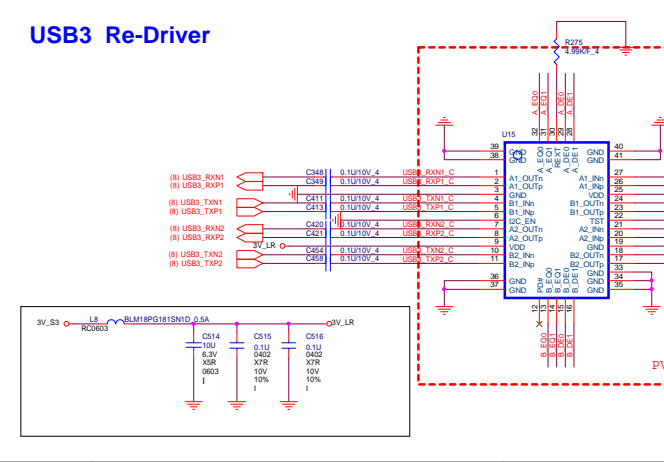 USB3 Re-Driver
R275
4.99K/F_4
A_EQ0
A_EQ1
A_DE0
A_DE1
U15
32
31
30
29
28
39 GND
38 GND
A_EQ0
A_EQ1
REXT
A_DE0
A_DE1
GND 40
GND 41
(8) USB3_RXN1 C348 0.1U/10V_4 USB3_RXN1_C 1 A1_OUTn A1_INn 27
(8) USB3_RXP1 C349 0.1U/10V_4 USB3_RXP1_C 2 A1_OUTp A1_INp 26
3 GND VDD 25
(8) USB3_TXN1 C411 0.1U/10V_4 USB3_TXN1_C 4 B1_INn B1_OUTn 24
(8) USB3_TXP1 C413 0.1U/10V_4 USB3_TXP1_C 5 B1_INp B1_OUTp 23
6 I2C_EN TST 22
(8) USB3_RXN2 C420 0.1U/10V_4 USB3_RXN2_C 7 A2_OUTn A2_INn 21
(8) USB3_RXP2 C421 0.1U/10V_4 USB3_RXP2_C 8 A2_OUTp A2_INp 20
3V_LR 9 VDD GND 19
(8) USB3_TXN2 C454 0.1U/10V_4 USB3_TXN2_C 10 B2_INn B2_OUTn 18
(8) USB3_TXP2 C458 0.1U/10V_4 USB3_TXP2_C 11 B2_INp B2_OUTp 17
GND 33
36 GND GND 34
37 GND GND 35
PD#
B_EQ0
B_EQ1
B_DE0
B_DE1
12
13
14
15
16
B_EQ0
B_EQ1
B_DE0
B_DE1
3V_S3 L8 BLM18PG181SN1D_0.5A 3V_LR
RC0603
C514
10U
6.3V
X5R
0603
I
C515
0.1U
0402
X7R
10V
10%
I
C516
0.1U
0402
X7R
10V
10%
I
PV